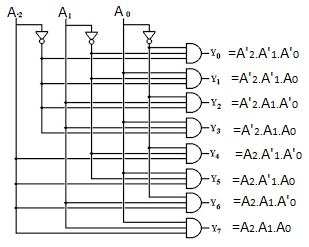 A₂ A₁ A₀
Y₀ =A'₂.A'₁.A'₀
Y₁ =A'₂.A'₁.A₀
Y₂ =A'₂.A₁.A'₀
Y₃ =A'₂.A₁.A₀
Y₄ =A₂.A'₁.A'₀
Y₅ =A₂.A'₁.A₀
Y₆ =A₂.A₁.A'₀
Y₇ =A₂.A₁.A₀